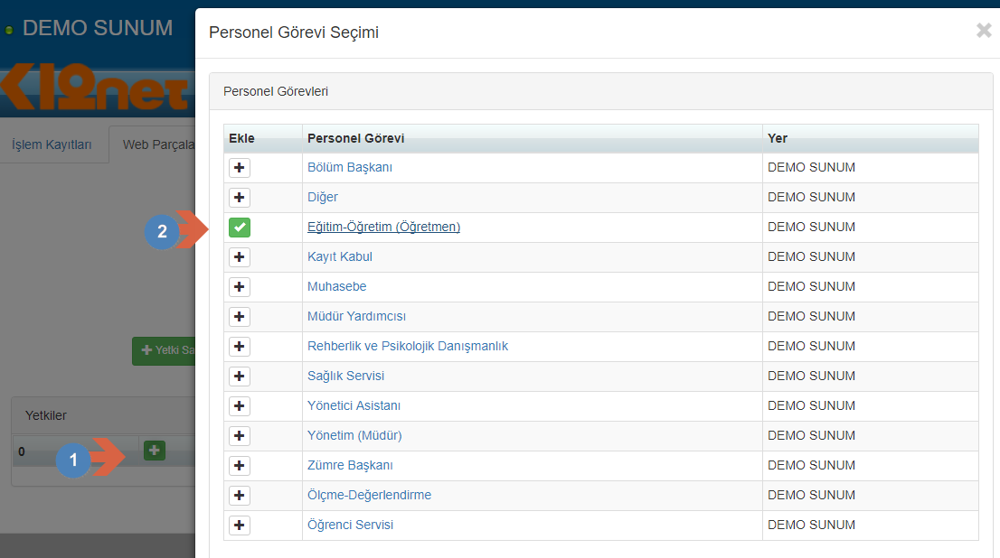 DEMO SUNUM
K12net
İşlem Kayıtları
Web Parçala
Yetki Sa
Yetkiler
0
1
2
Personel Görevi Seçimi
Personel Görevleri
Ekle Personel Görevi Yer
Bölüm Başkanı DEMO SUNUM
Diğer DEMO SUNUM
Eğitim-Öğretim (Öğretmen) DEMO SUNUM
Kayıt Kabul DEMO SUNUM
Muhasebe DEMO SUNUM
Müdür Yardımcısı DEMO SUNUM
Rehberlik ve Psikolojik Danışmanlık DEMO SUNUM
Sağlık Servisi DEMO SUNUM
Yönetici Asistanı DEMO SUNUM
Yönetim (Müdür) DEMO SUNUM
Zümre Başkanı DEMO SUNUM
Ölçme-Değerlendirme DEMO SUNUM
Öğrenci Servisi DEMO SUNUM